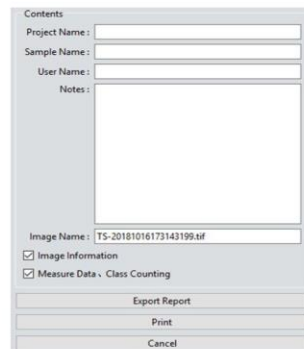 Contents
Project Name :
Sample Name :
User Name :
Notes :
Image Name : TS-20181016173143199.tif
Image Information
Measure Data、Class Counting
Export Report
Print
Cancel